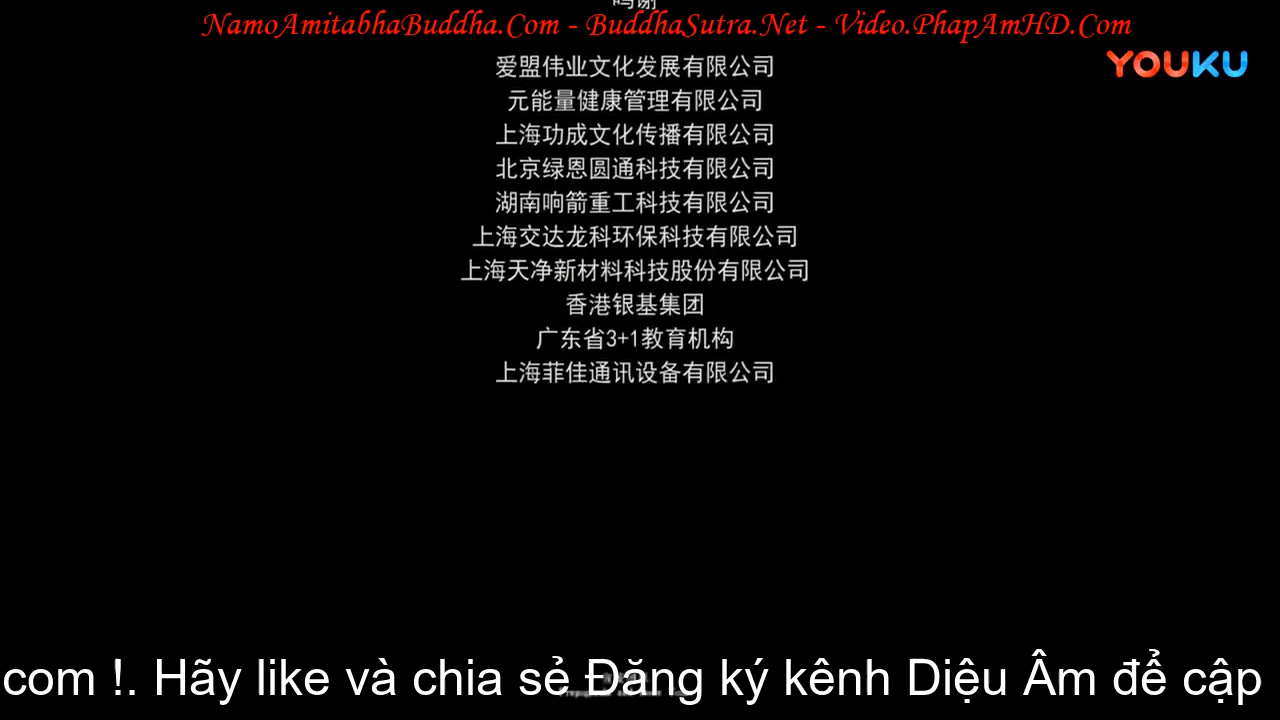 鸣谢
NamoAmitabhaBuddha.Com - BuddhaSutra.Net - Video.PhapAmHD.Com
YOUKU
爱盟伟业文化发展有限公司
元能量健康管理有限公司
上海功成文化传播有限公司
北京绿恩圆通科技有限公司
湖南响箭重工科技有限公司
上海交达龙科环保科技有限公司
上海天净新材料科技股份有限公司
香港银基集团
广东省3+1教育机构
上海菲佳通讯设备有限公司
com !. Hãy like và chia sẻ Đăng ký kênh Diệu Âm để cập